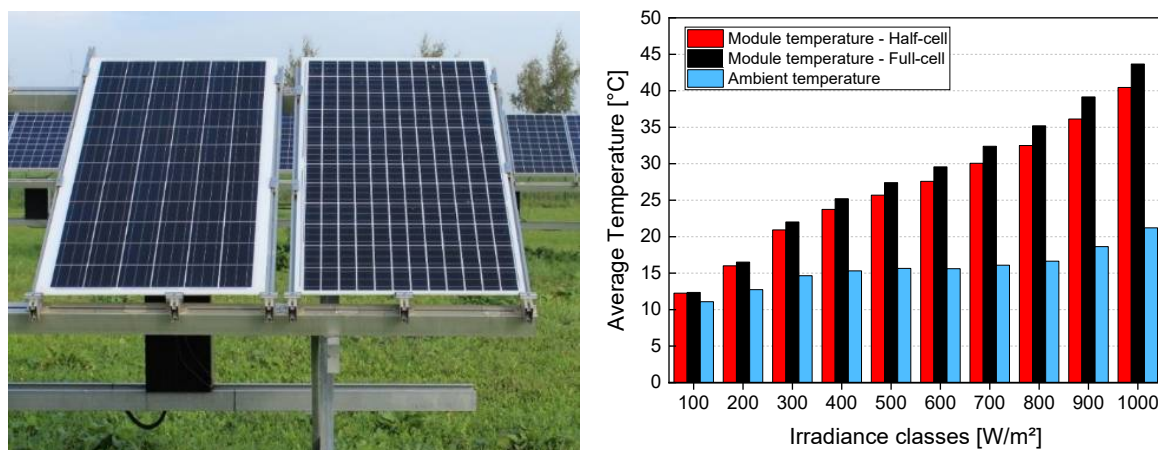 50
45
40
35
30
25
20
15
10
5
0
Average Temperature [°C]
Module temperature - Half-cell
Module temperature - Full-cell
Ambient temperature
100 200 300 400 500 600 700 800 900 1000
Irradiance classes [W/m²]